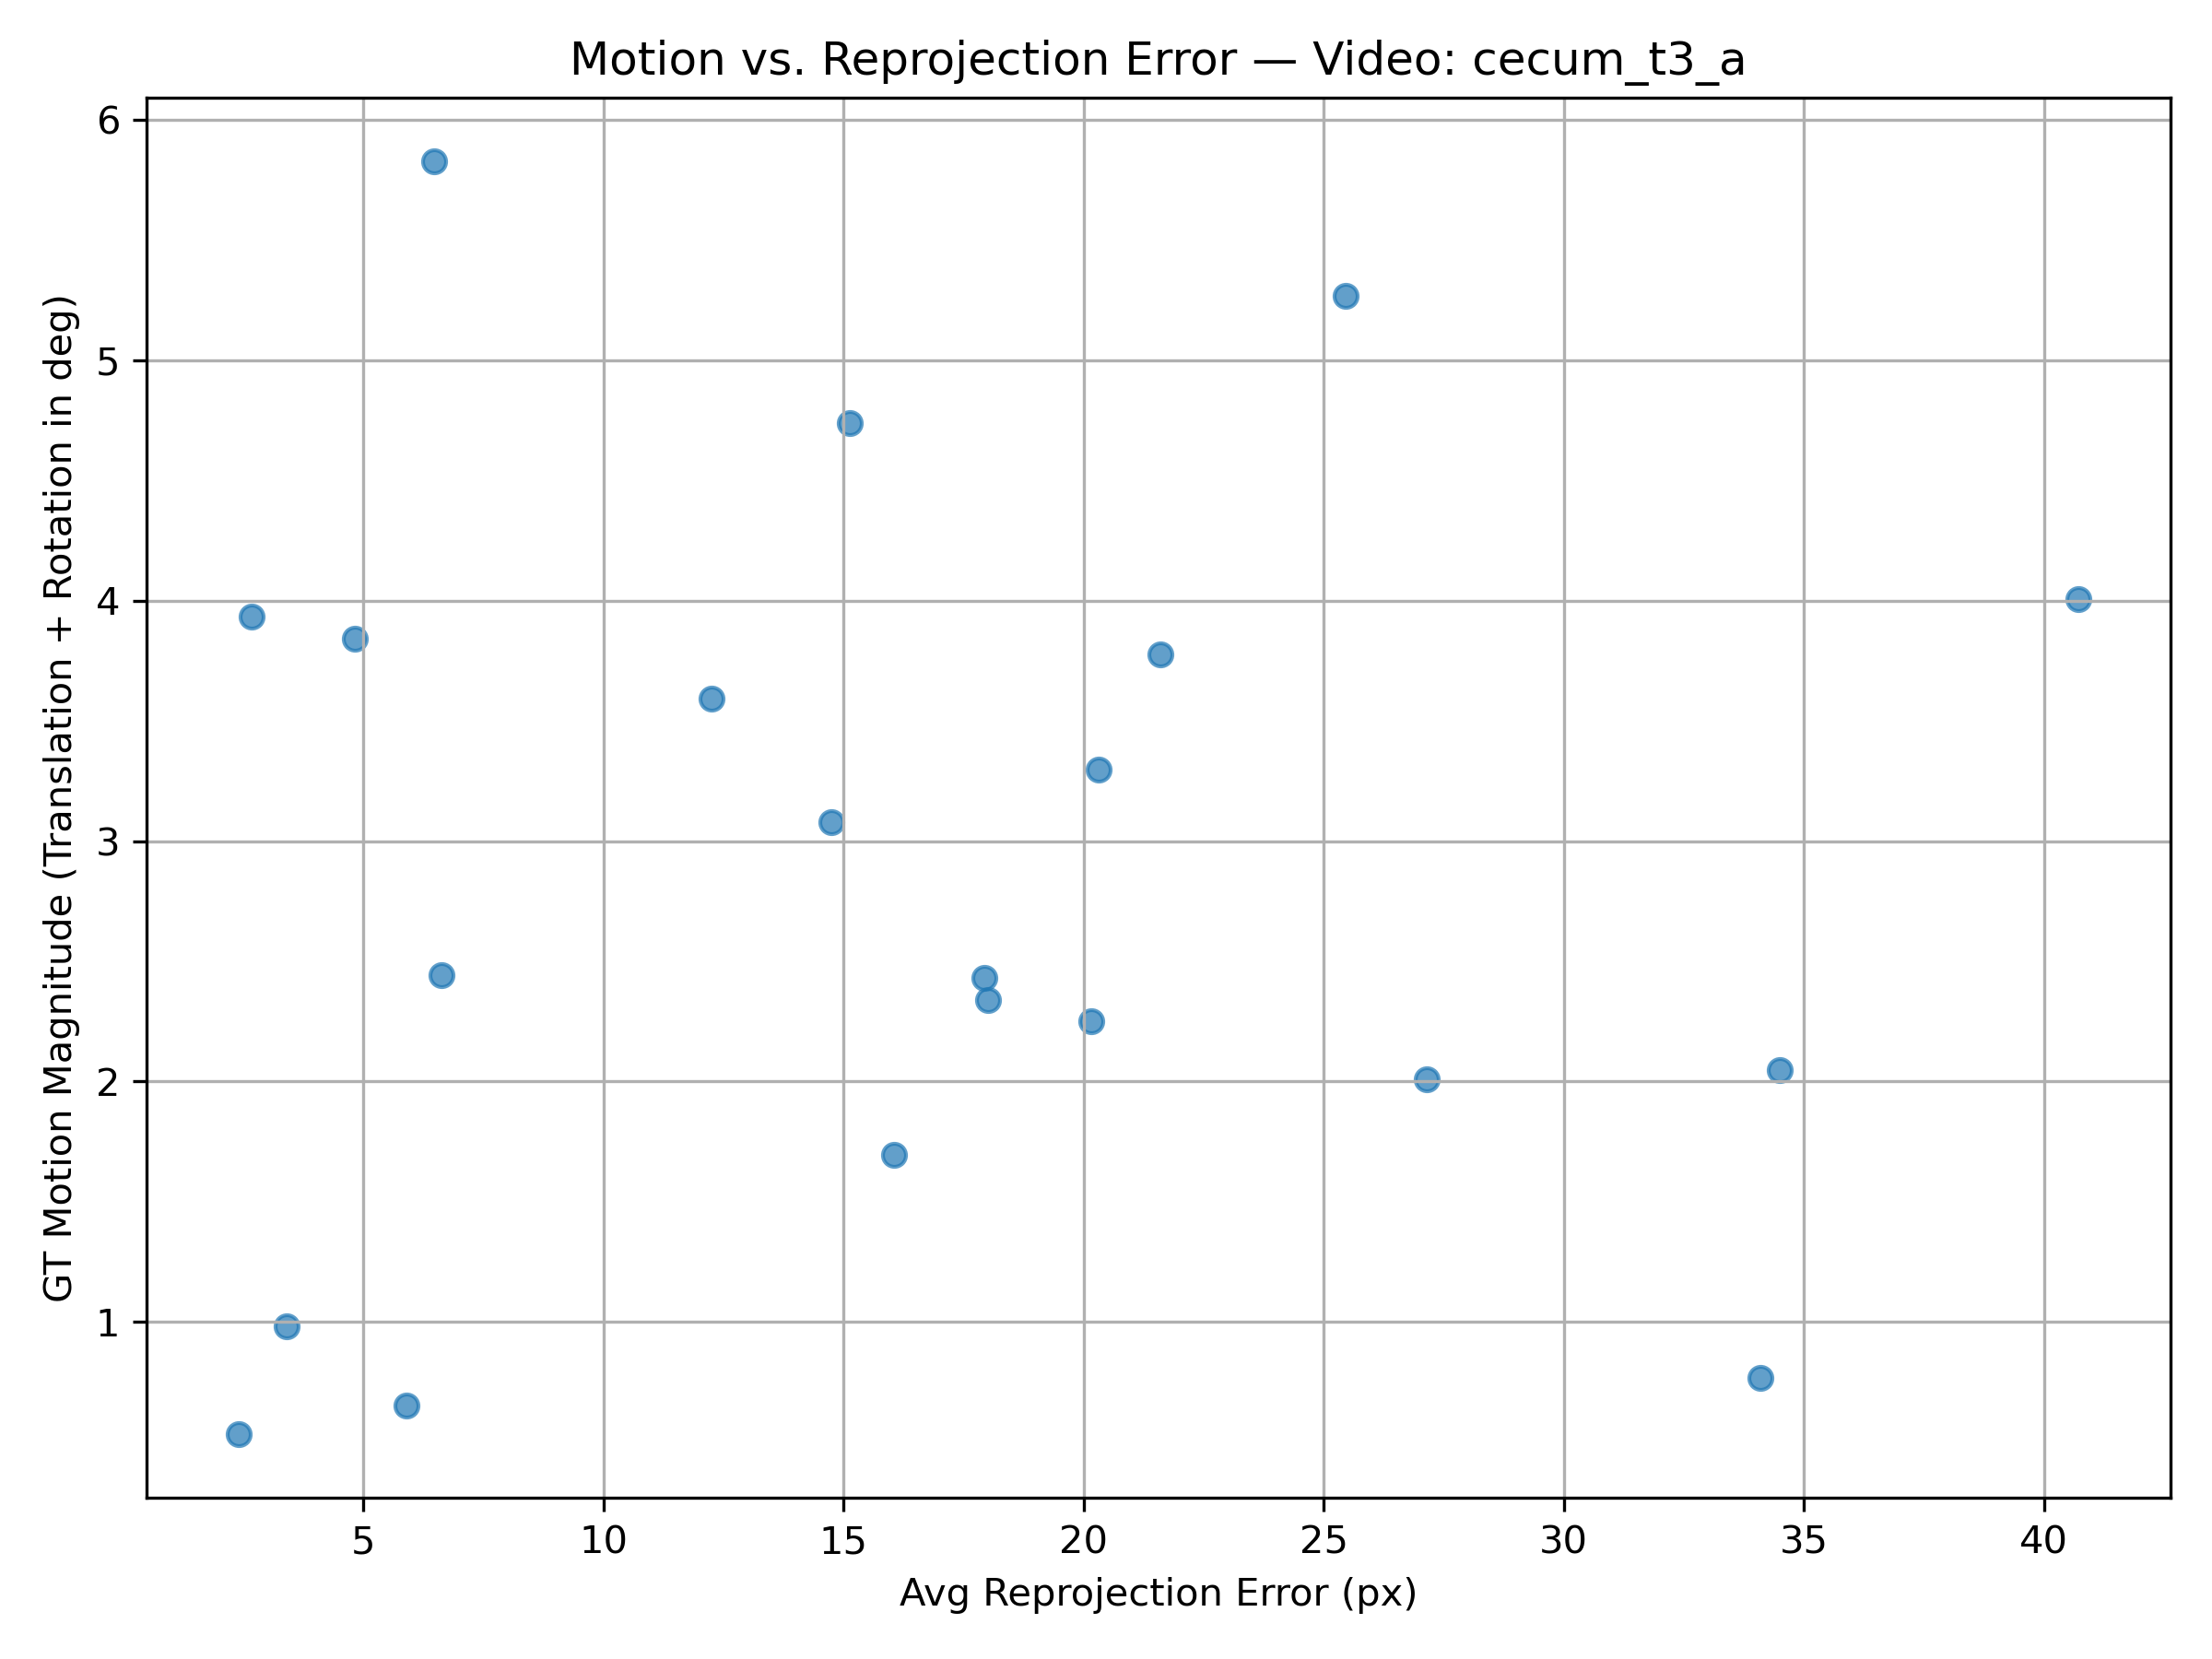 Motion vs. Reprojection Error — Video: cecum_t3_a
GT Motion Magnitude (Translation + Rotation in deg)
6
5
4
3
2
1
5 10 15 20 25 30 35 40
Avg Reprojection Error (px)